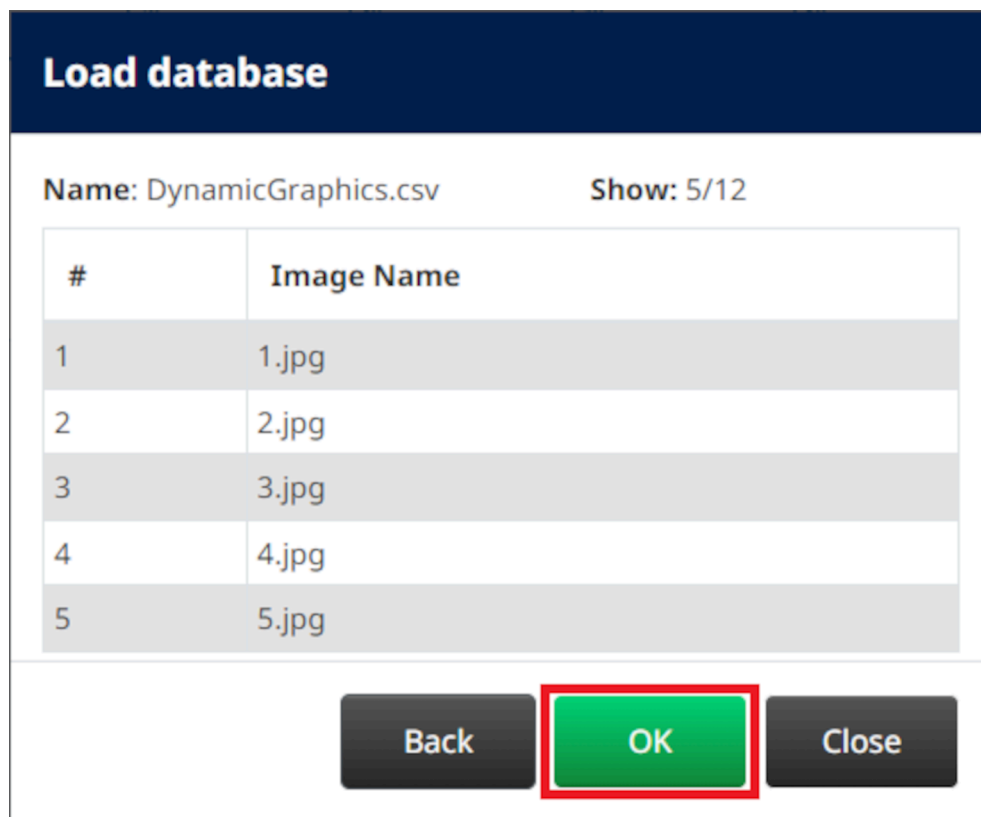 Load database
Name: DynamicGraphics.csv Show: 5/12
# Image Name
1 1.jpg
2 2.jpg
3 3.jpg
4 4.jpg
5 5.jpg
Back OK Close